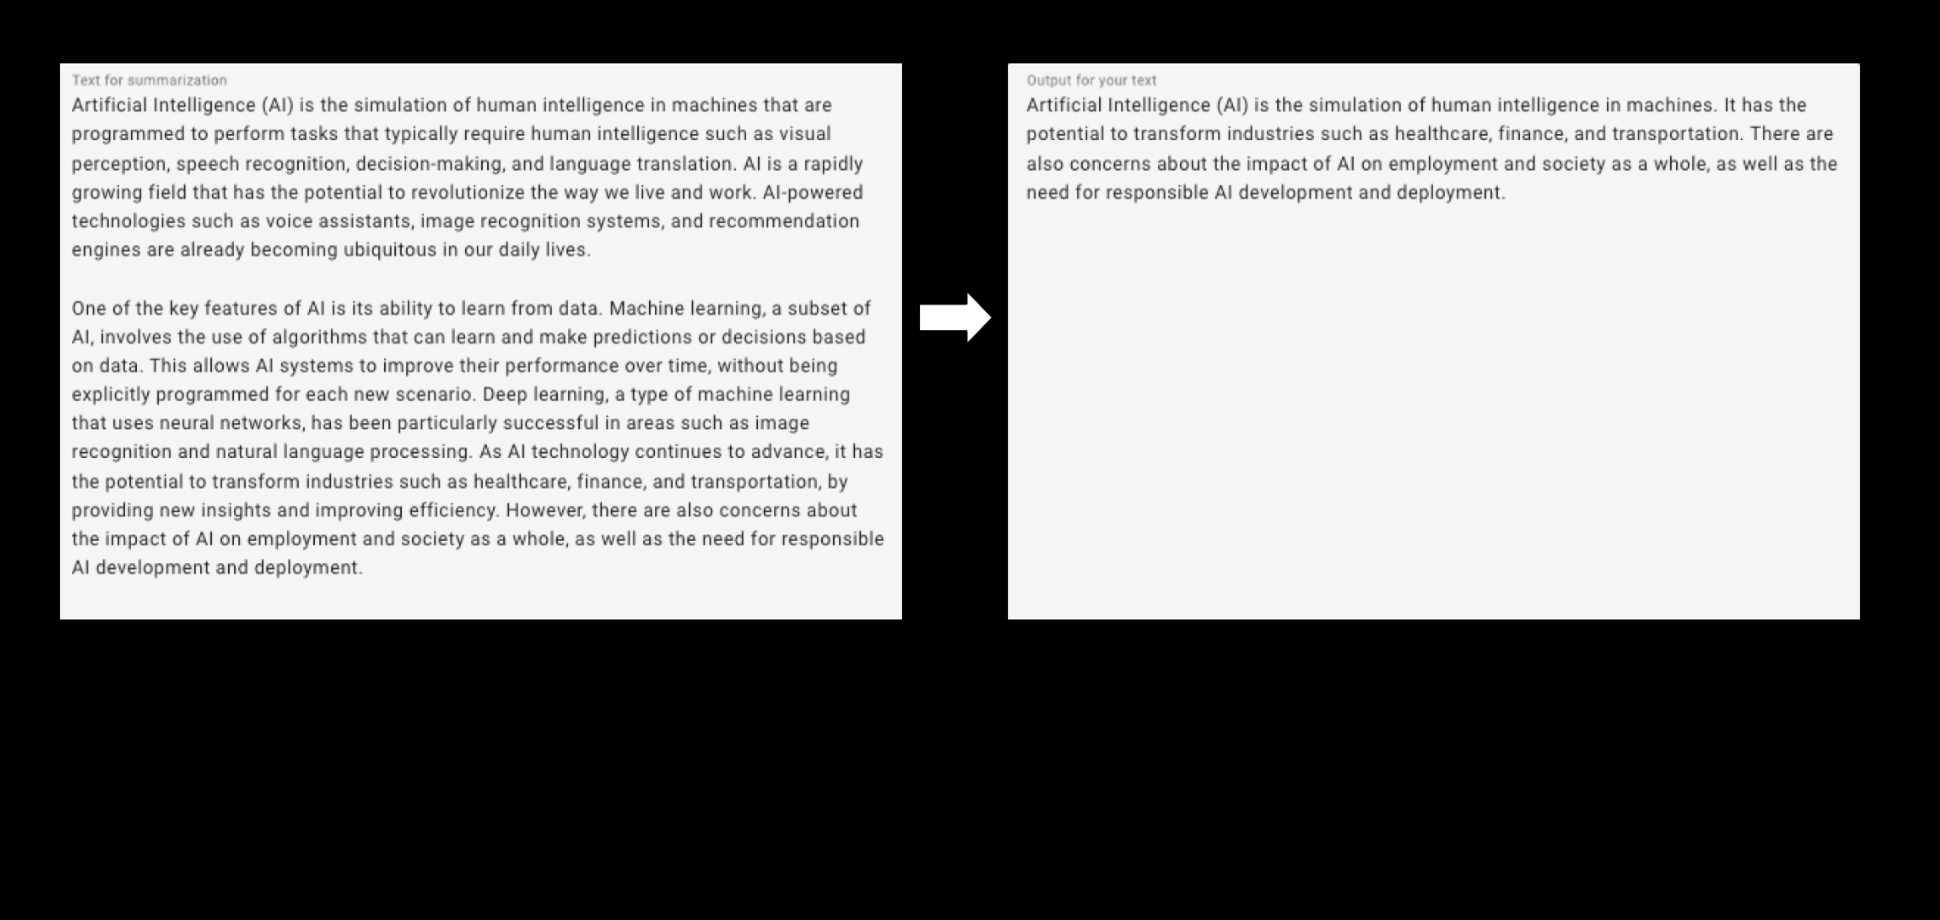 Text for summarization
Artificial Intelligence (AI) is the simulation of human intelligence in machines that are
programmed to perform tasks that typically require human intelligence such as visual
perception, speech recognition, decision-making, and language translation. AI is a rapidly
growing field that has the potential to revolutionize the way we live and work. AI-powered
technologies such as voice assistants, image recognition systems, and recommendation
engines are already becoming ubiquitous in our daily lives.
One of the key features of AI is its ability to learn from data. Machine learning, a subset of
AI, involves the use of algorithms that can learn and make predictions or decisions based
on data. This allows AI systems to improve their performance over time, without being
explicitly programmed for each new scenario. Deep learning, a type of machine learning
that uses neural networks, has been particularly successful in areas such as image
recognition and natural language processing. As AI technology continues to advance, it has
the potential to transform industries such as healthcare, finance, and transportation, by
providing new insights and improving efficiency. However, there are also concerns about
the impact of AI on employment and society as a whole, as well as the need for responsible
AI development and deployment.
Output for your text
Artificial Intelligence (AI) is the simulation of human intelligence in machines. It has the
potential to transform industries such as healthcare, finance, and transportation. There are
also concerns about the impact of AI on employment and society as a whole, as well as the
need for responsible AI development and deployment.